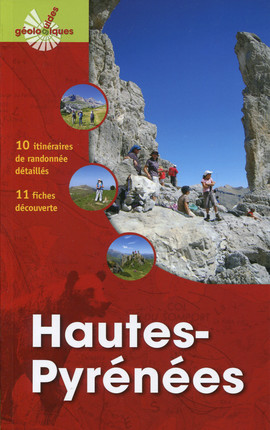 Guides
géologiques
10 itinéraires
de randonnée
détaillés
11 fiches
découverte
Hautes-
Pyrénées